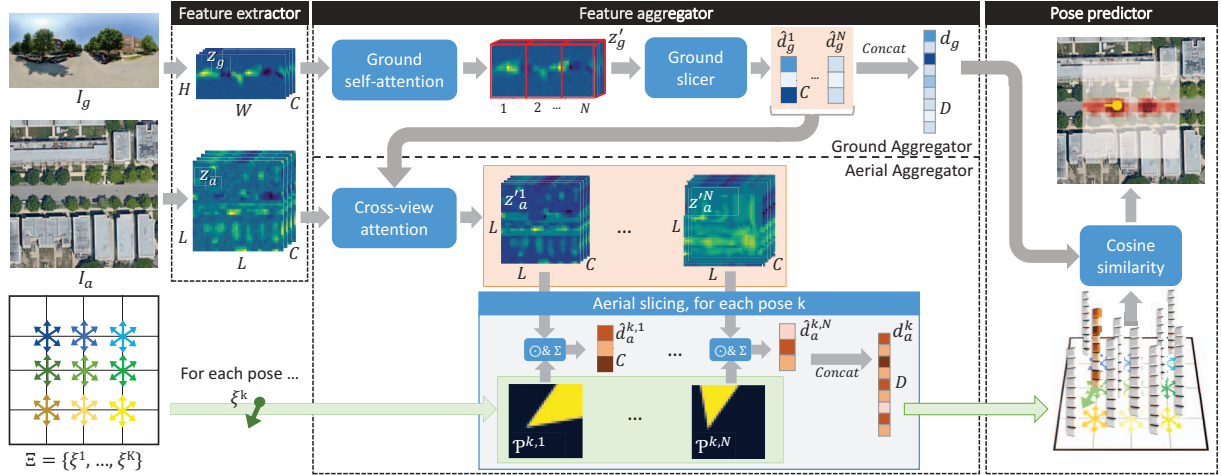 Feature extractor
Feature aggregator
Pose predictor
I_g
z_g
H
W
C
Ground
self-attention
z'_g
1
2
...
N
Ground
slicer
d̂_g^1
d̂_g^N
C
...
Concat
d_g
D
Ground Aggregator
Aerial Aggregator
I_a
z_a
L
L
C
Cross-view
attention
z'_a^1
L
L
C
...
z'_a^N
L
C
Cosine
similarity
Aerial slicing, for each pose k
⊙& Σ
d̂_a^{k,1}
C
...
⊙& Σ
d̂_a^{k,N}
Concat
d_a^k
D
For each pose ...
ξ^k
𝒫^{k,1}
...
𝒫^{k,N}
Ξ = {ξ^1, ..., ξ^K}